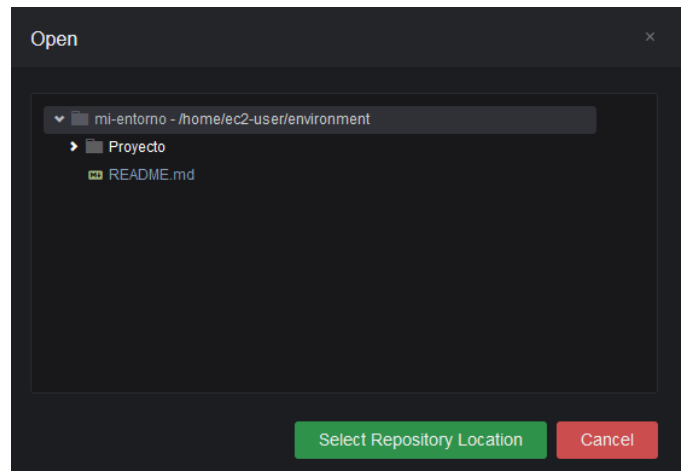 Open
×
mi-entorno - /home/ec2-user/environment
Proyecto
README.md
Select Repository Location
Cancel